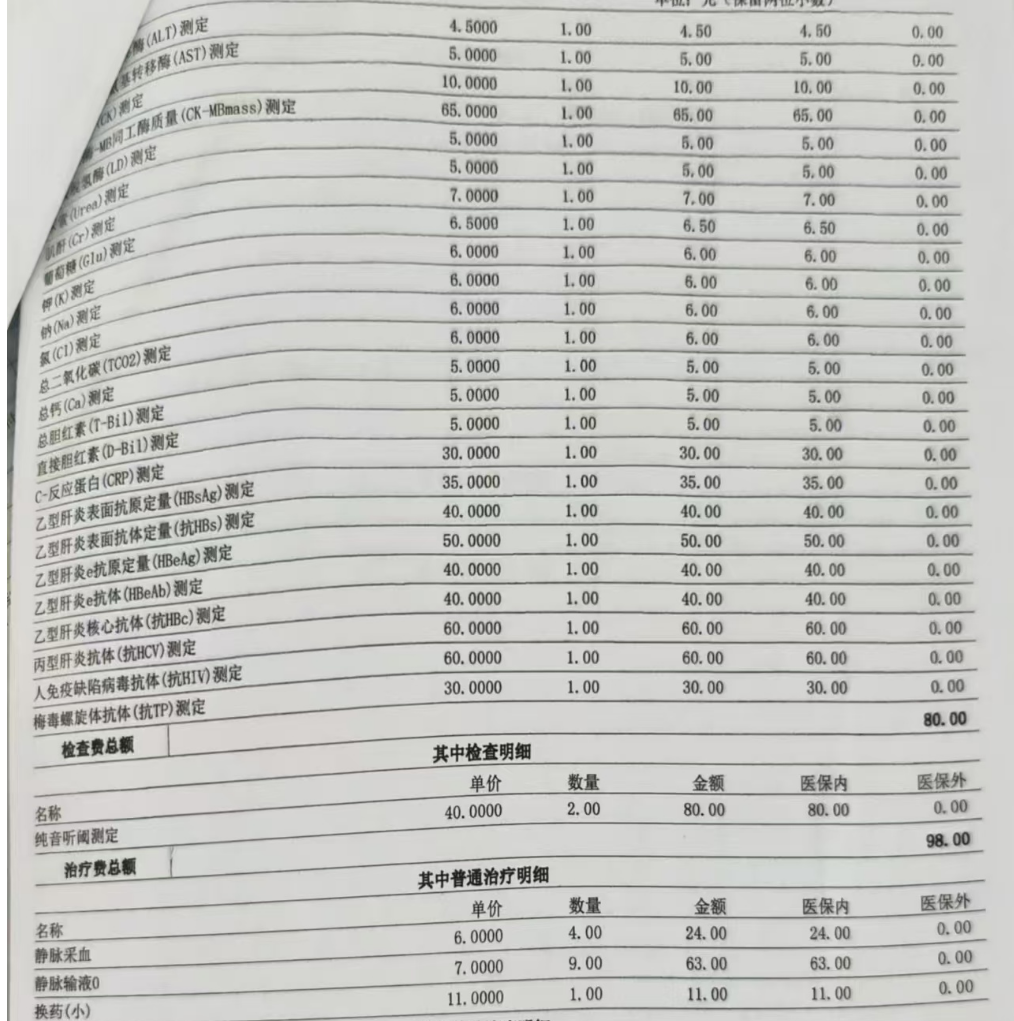 单位：元（保留两位小数）
酶(ALT)测定 4.5000 1.00 4.50 4.50 0.00
基转移酶(AST)测定 5.0000 1.00 5.00 5.00 0.00
(CK)测定 10.0000 1.00 10.00 10.00 0.00
-MB同工酶质量(CK-MBmass)测定 65.0000 1.00 65.00 65.00 0.00
氢酶(LD)测定 5.0000 1.00 5.00 5.00 0.00
(Urea)测定 5.0000 1.00 5.00 5.00 0.00
肌酐(Cr)测定 7.0000 1.00 7.00 7.00 0.00
葡萄糖(Glu)测定 6.5000 1.00 6.50 6.50 0.00
钾(K)测定 6.0000 1.00 6.00 6.00 0.00
钠(Na)测定 6.0000 1.00 6.00 6.00 0.00
氯(Cl)测定 6.0000 1.00 6.00 6.00 0.00
总二氧化碳(TCO2)测定 6.0000 1.00 6.00 6.00 0.00
总钙(Ca)测定 5.0000 1.00 5.00 5.00 0.00
总胆红素(T-Bil)测定 5.0000 1.00 5.00 5.00 0.00
直接胆红素(D-Bil)测定 5.0000 1.00 5.00 5.00 0.00
C-反应蛋白(CRP)测定 30.0000 1.00 30.00 30.00 0.00
乙型肝炎表面抗原定量(HBsAg)测定 35.0000 1.00 35.00 35.00 0.00
乙型肝炎表面抗体定量(抗HBs)测定 40.0000 1.00 40.00 40.00 0.00
乙型肝炎e抗原定量(HBeAg)测定 50.0000 1.00 50.00 50.00 0.00
乙型肝炎e抗体(HBeAb)测定 40.0000 1.00 40.00 40.00 0.00
乙型肝炎核心抗体(抗HBc)测定 40.0000 1.00 40.00 40.00 0.00
丙型肝炎抗体(抗HCV)测定 60.0000 1.00 60.00 60.00 0.00
人免疫缺陷病毒抗体(抗HIV)测定 60.0000 1.00 60.00 60.00 0.00
梅毒螺旋体抗体(抗TP)测定 30.0000 1.00 30.00 30.00 0.00
检查费总额 80.00
其中检查明细
名称 单价 数量 金额 医保内 医保外
纯音听阈测定 40.0000 2.00 80.00 80.00 0.00
治疗费总额 98.00
其中普通治疗明细
名称 单价 数量 金额 医保内 医保外
静脉采血 6.0000 4.00 24.00 24.00 0.00
静脉输液0 7.0000 9.00 63.00 63.00 0.00
换药(小) 11.0000 1.00 11.00 11.00 0.00